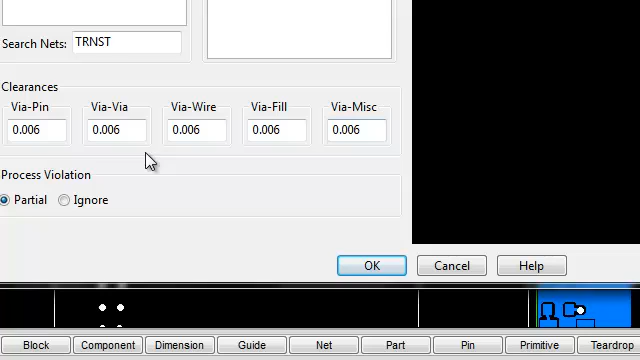 Search Nets: TRNST
Clearances
Via-Pin Via-Via Via-Wire Via-Fill Via-Misc
0.006 0.006 0.006 0.006 0.006
Process Violation
Partial Ignore
OK Cancel Help
Block Component Dimension Guide Net Part Pin Primitive Teardrop